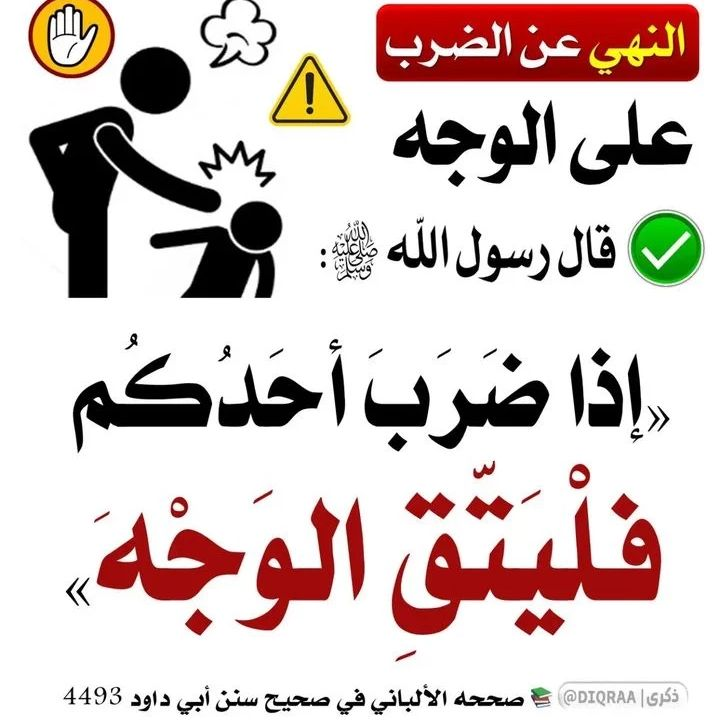 النهي عن الضرب
على الوجه
قال رسول الله ﷺ :
«إذا ضَرَبَ أحَدُكُم
فلْيَتَّقِ الوَجْهَ»
صححه الألباني في صحيح سنن أبي داود 4493
ذكرى | @DIQRAA